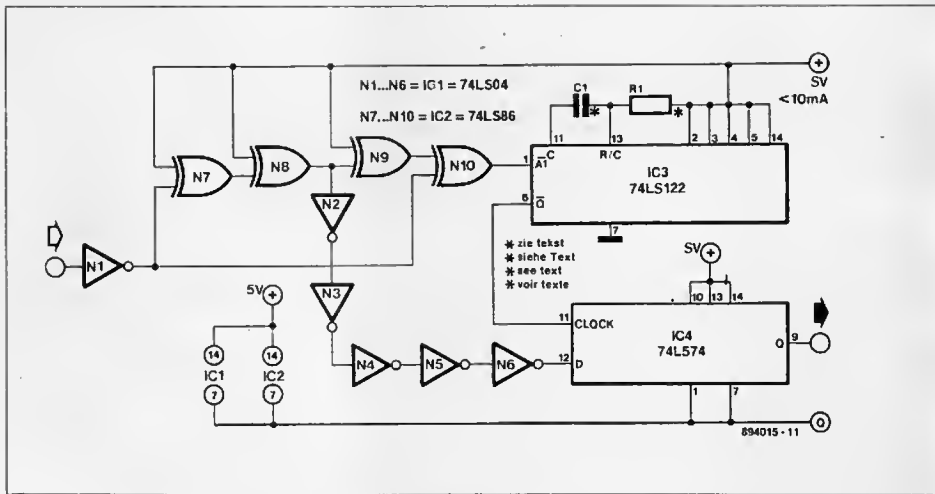 N1...N6 = IG1 = 74LS04
N7...N10 = IC2 = 74LS86
5V
<10mA
C1
*
R1
*
11
13
2
3
4
5
14
C
R/C
1
A1
IC3
74LS122
6
Q
7
N7
N8
N9
N10
N2
N1
N3
N4
N5
N6
* zie tekst
* siehe Text
* see text
* voir texte
5V
10
13
14
11
CLOCK
12
D
IC4
74L574
Q
9
1
7
5V
14
14
IC1
IC2
7
7
894015 - 11